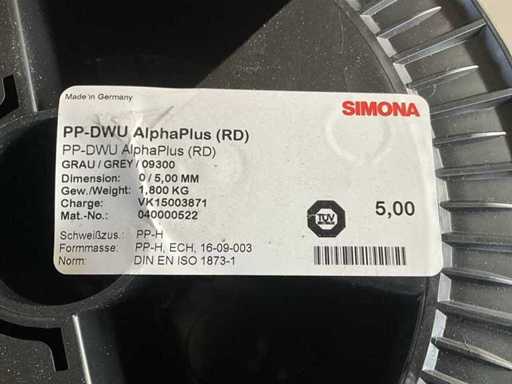 Made in Germany
SIMONA
PP-DWU AlphaPlus (RD)
PP-DWU AlphaPlus (RD)
GRAU / GREY / 09300
Dimension: 0 / 5,00 MM
Gew./Weight: 1,800 KG
Charge: VK15003871
Mat.-No.: 040000522
TÜV
5,00
Schweißzus.: PP-H
Formmasse: PP-H, ECH, 16-09-003
Norm: DIN EN ISO 1873-1